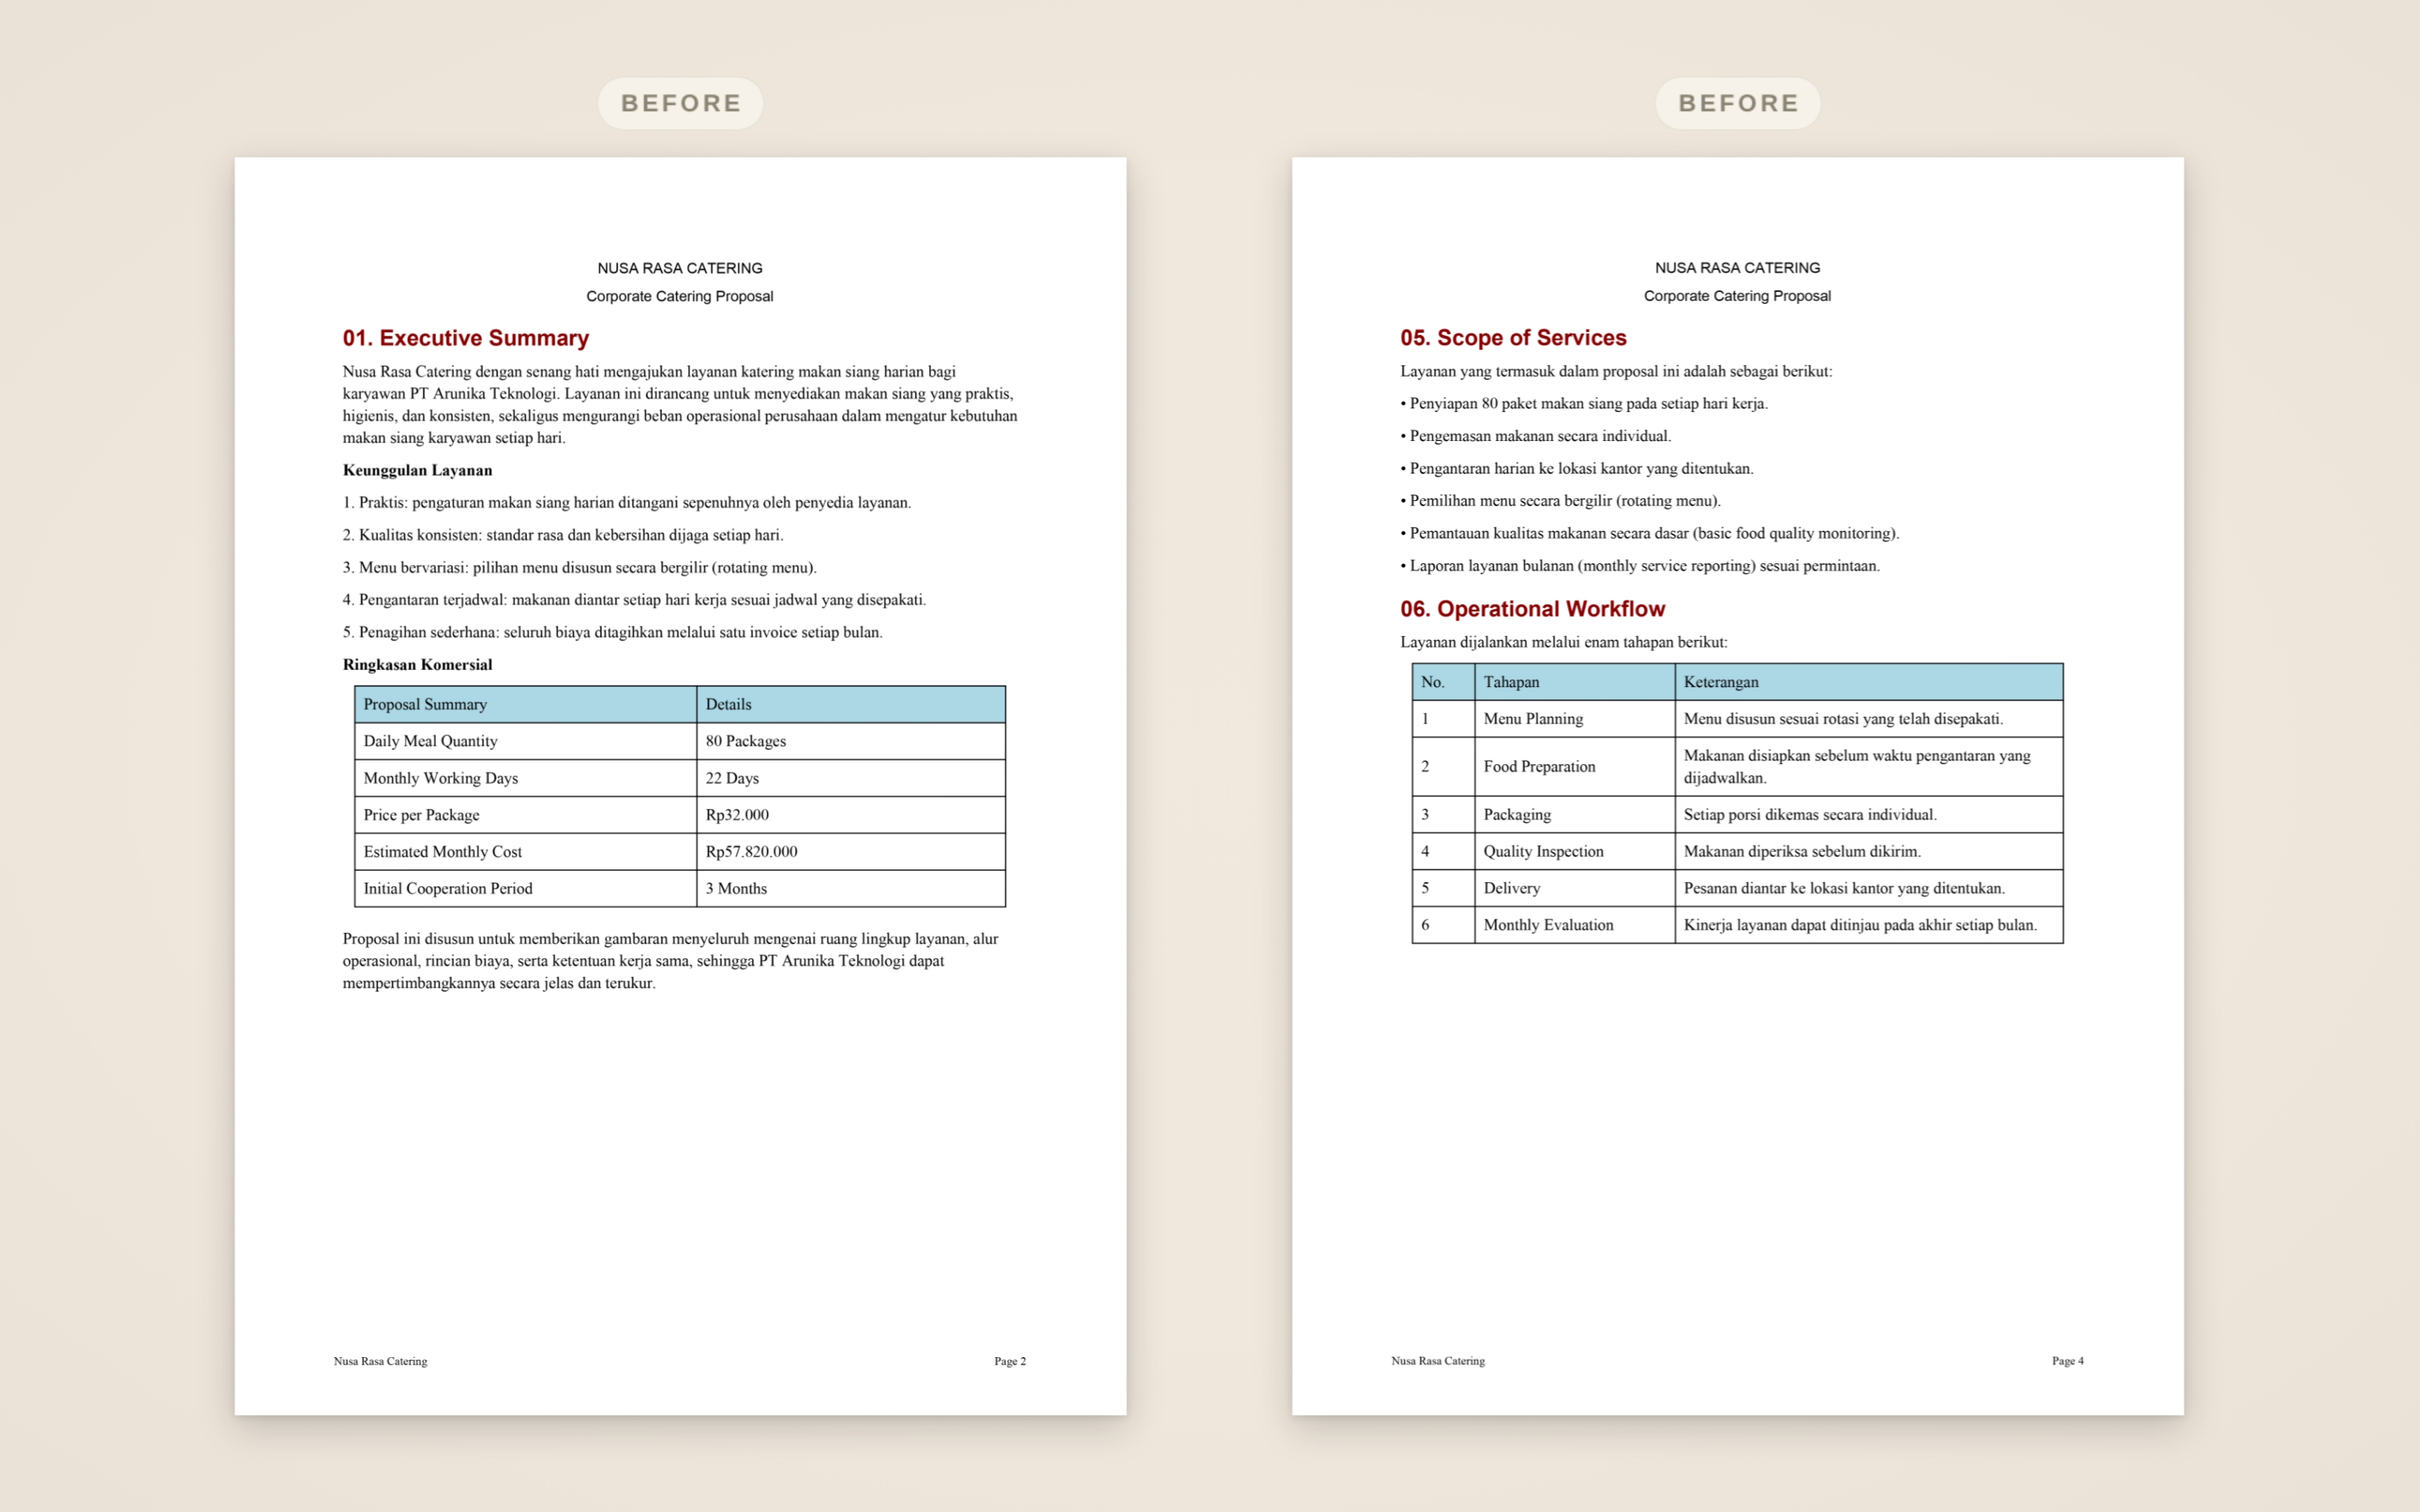 BEFORE
NUSA RASA CATERING
Corporate Catering Proposal
01. Executive Summary
Nusa Rasa Catering dengan senang hati mengajukan layanan katering makan siang harian bagi
karyawan PT Arunika Teknologi. Layanan ini dirancang untuk menyediakan makan siang yang praktis,
higienis, dan konsisten, sekaligus mengurangi beban operasional perusahaan dalam mengatur kebutuhan
makan siang karyawan setiap hari.
Keunggulan Layanan
1. Praktis: pengaturan makan siang harian ditangani sepenuhnya oleh penyedia layanan.
2. Kualitas konsisten: standar rasa dan kebersihan dijaga setiap hari.
3. Menu bervariasi: pilihan menu disusun secara bergilir (rotating menu).
4. Pengantaran terjadwal: makanan diantar setiap hari kerja sesuai jadwal yang disepakati.
5. Penagihan sederhana: seluruh biaya ditagihkan melalui satu invoice setiap bulan.
Ringkasan Komersial
Proposal Summary Details
Daily Meal Quantity 80 Packages
Monthly Working Days 22 Days
Price per Package Rp32.000
Estimated Monthly Cost Rp57.820.000
Initial Cooperation Period 3 Months
Proposal ini disusun untuk memberikan gambaran menyeluruh mengenai ruang lingkup layanan, alur
operasional, rincian biaya, serta ketentuan kerja sama, sehingga PT Arunika Teknologi dapat
mempertimbangkannya secara jelas dan terukur.
Nusa Rasa Catering Page 2
BEFORE
NUSA RASA CATERING
Corporate Catering Proposal
05. Scope of Services
Layanan yang termasuk dalam proposal ini adalah sebagai berikut:
• Penyiapan 80 paket makan siang pada setiap hari kerja.
• Pengemasan makanan secara individual.
• Pengantaran harian ke lokasi kantor yang ditentukan.
• Pemilihan menu secara bergilir (rotating menu).
• Pemantauan kualitas makanan secara dasar (basic food quality monitoring).
• Laporan layanan bulanan (monthly service reporting) sesuai permintaan.
06. Operational Workflow
Layanan dijalankan melalui enam tahapan berikut:
No. Tahapan Keterangan
1 Menu Planning Menu disusun sesuai rotasi yang telah disepakati.
2 Food Preparation Makanan disiapkan sebelum waktu pengantaran yang
dijadwalkan.
3 Packaging Setiap porsi dikemas secara individual.
4 Quality Inspection Makanan diperiksa sebelum dikirim.
5 Delivery Pesanan diantar ke lokasi kantor yang ditentukan.
6 Monthly Evaluation Kinerja layanan dapat ditinjau pada akhir setiap bulan.
Nusa Rasa Catering Page 4